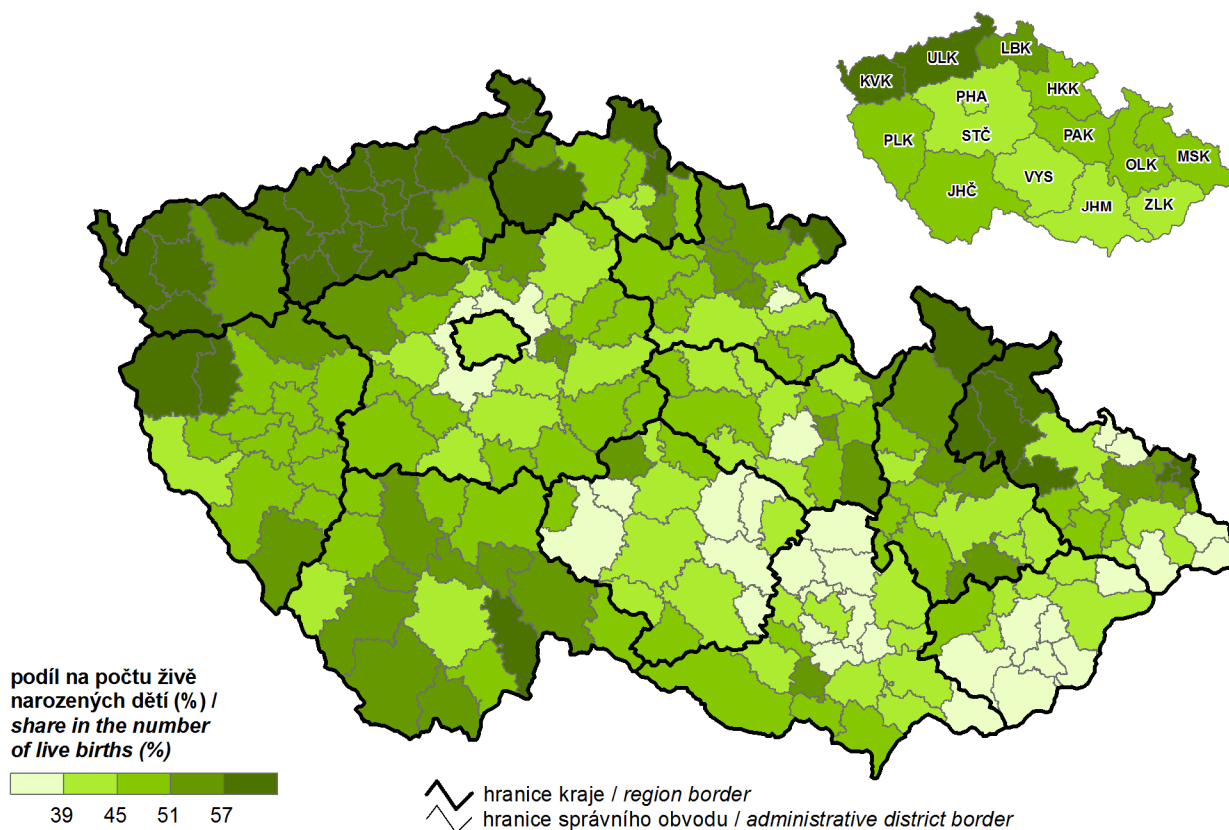 LBK
ULK
KVK
HKK
PHA
PLK
STČ
PAK
MSK
OLK
VYS
JHČ
ZLK
JHM
podíl na počtu živě
narozených dětí (%) /
share in the number
of live births (%)
39 45 51 57
hranice kraje / region border
hranice správního obvodu / administrative district border